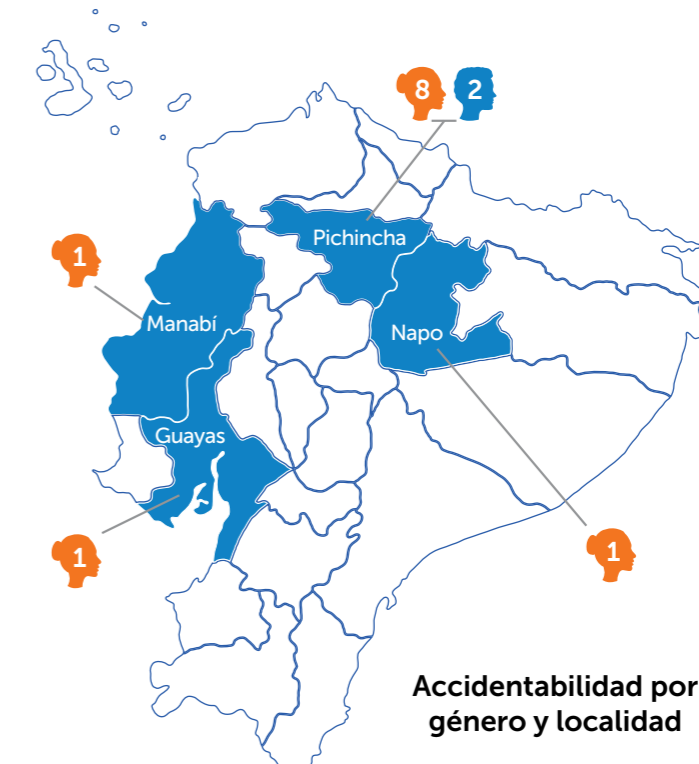 8 2
Pichincha
1
Manabí
Napo
Guayas
1
1
Accidentabilidad por
género y localidad